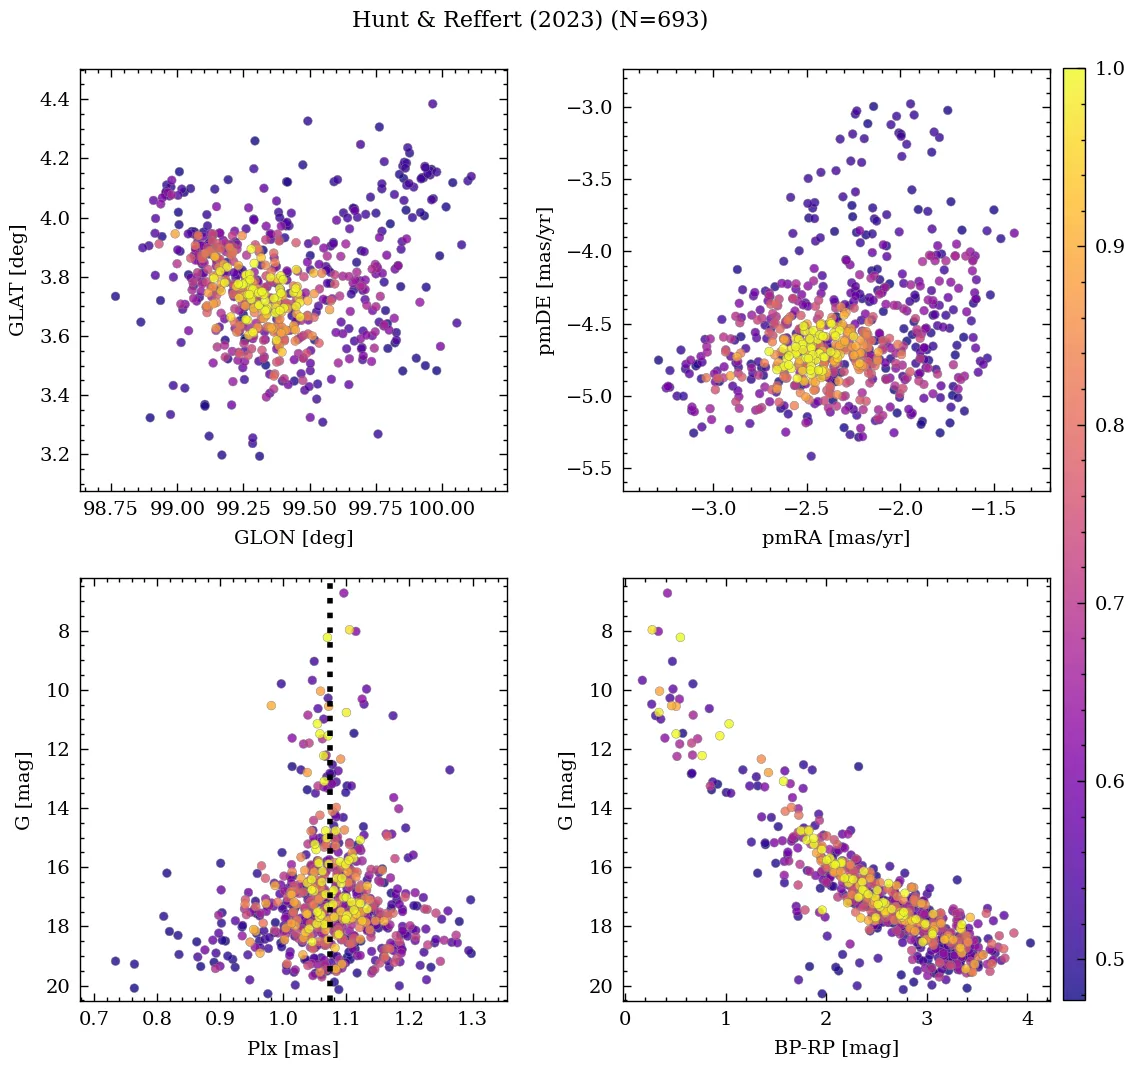 Hunt & Reffert (2023) (N=693)
4.4
4.2
4.0
3.8
3.6
3.4
3.2
GLAT [deg]
98.75 99.00 99.25 99.50 99.75 100.00
GLON [deg]
−3.0
−3.5
−4.0
−4.5
−5.0
−5.5
pmDE [mas/yr]
−3.0 −2.5 −2.0 −1.5
pmRA [mas/yr]
1.0
0.9
0.8
0.7
0.6
0.5
8
10
12
14
16
18
20
G [mag]
0.7 0.8 0.9 1.0 1.1 1.2 1.3
Plx [mas]
8
10
12
14
16
18
20
G [mag]
0 1 2 3 4
BP-RP [mag]